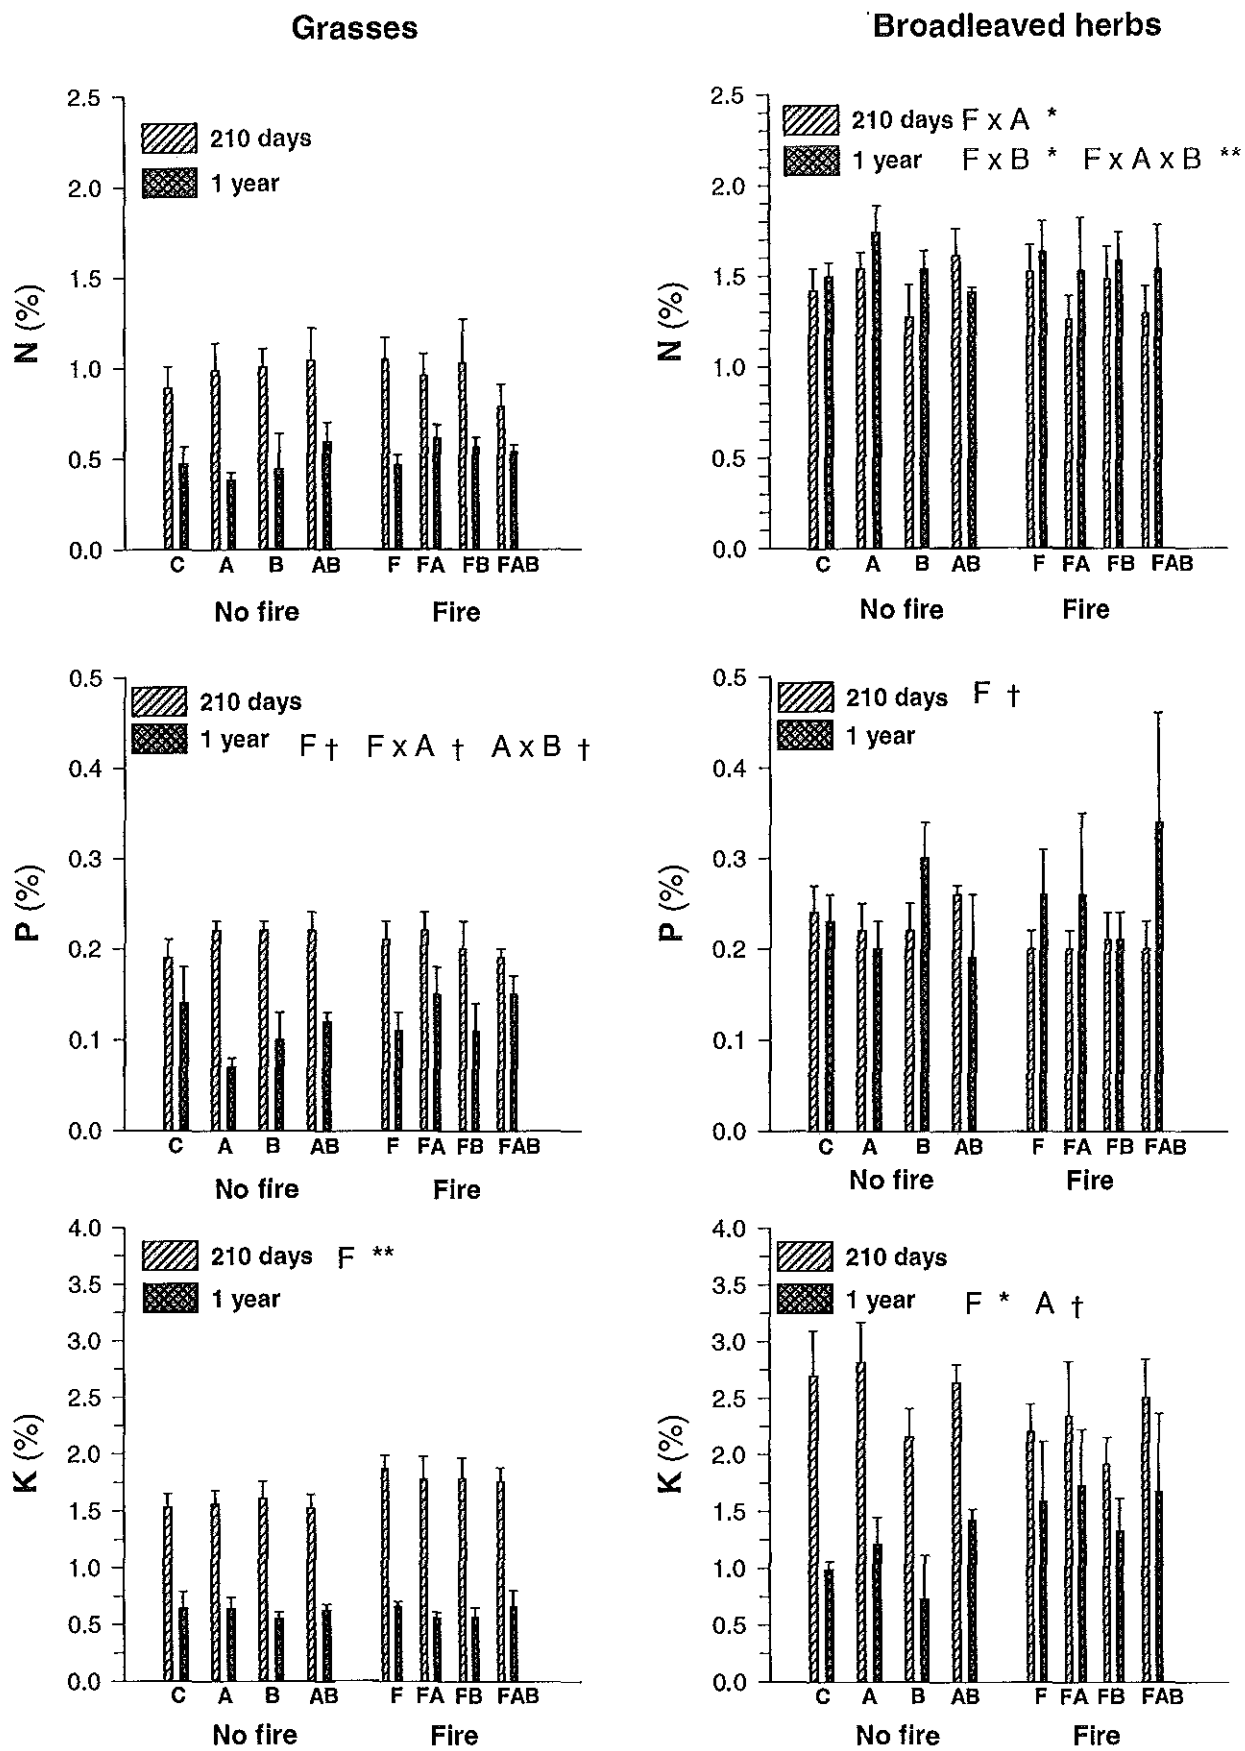 Grasses
Broadleaved herbs
2.5
2.0
1.5
1.0
0.5
0.0
N (%)
210 days
1 year
C A B AB F FA FB FAB
No fire Fire
2.5
2.0
1.5
1.0
0.5
0.0
N (%)
210 days F x A *
1 year F x B * F x A x B **
C A B AB F FA FB FAB
No fire Fire
0.5
0.4
0.3
0.2
0.1
0.0
P (%)
210 days
1 year F † F x A † A x B †
C A B AB F FA FB FAB
No fire Fire
0.5
0.4
0.3
0.2
0.1
0.0
P (%)
210 days F †
1 year
C A B AB F FA FB FAB
No fire Fire
4.0
3.5
3.0
2.5
2.0
1.5
1.0
0.5
0.0
K (%)
210 days F **
1 year
C A B AB F FA FB FAB
No fire Fire
4.0
3.5
3.0
2.5
2.0
1.5
1.0
0.5
0.0
K (%)
210 days
1 year F * A †
C A B AB F FA FB FAB
No fire Fire